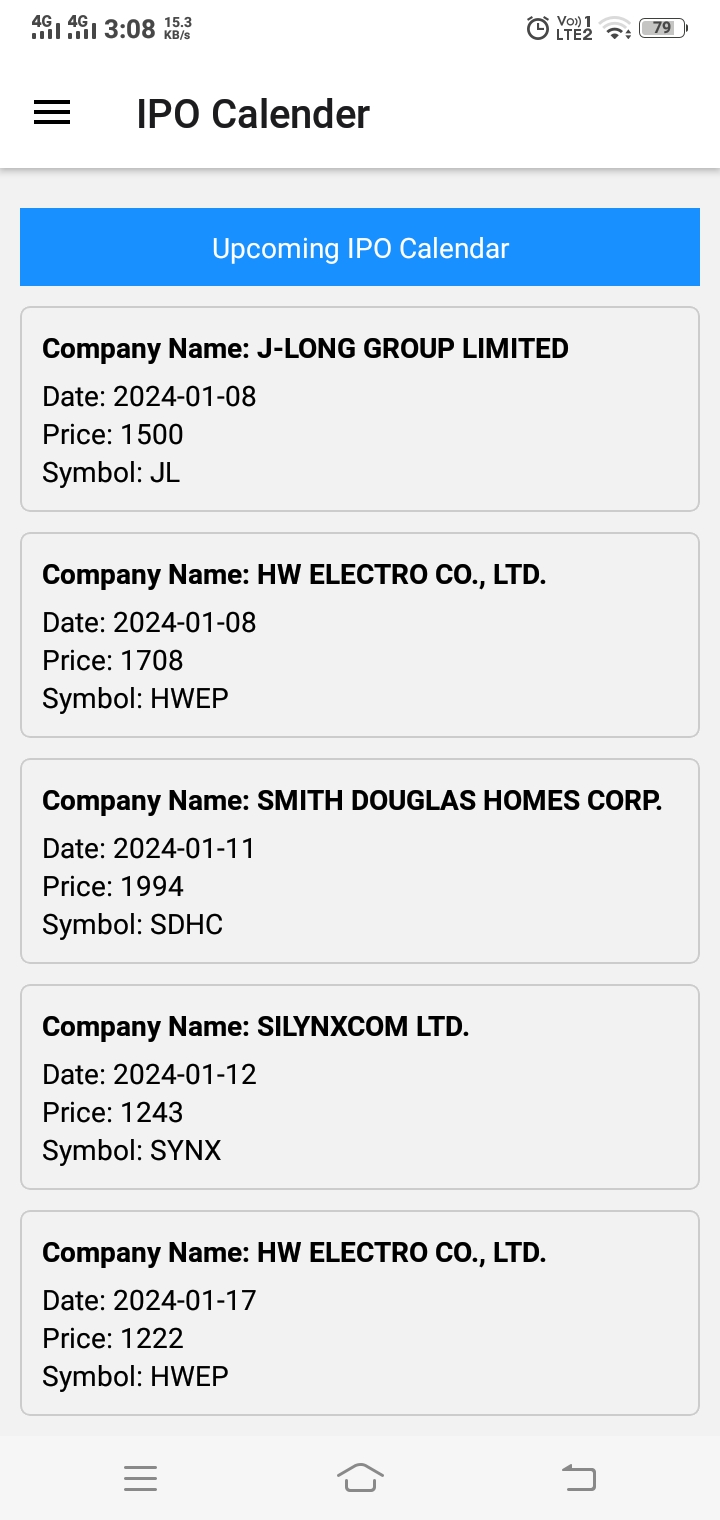 4G 4G 3:08 15.3 KB/s Vo)) 1 LTE2 79
IPO Calender
Upcoming IPO Calendar
Company Name: J-LONG GROUP LIMITED
Date: 2024-01-08
Price: 1500
Symbol: JL
Company Name: HW ELECTRO CO., LTD.
Date: 2024-01-08
Price: 1708
Symbol: HWEP
Company Name: SMITH DOUGLAS HOMES CORP.
Date: 2024-01-11
Price: 1994
Symbol: SDHC
Company Name: SILYNXCOM LTD.
Date: 2024-01-12
Price: 1243
Symbol: SYNX
Company Name: HW ELECTRO CO., LTD.
Date: 2024-01-17
Price: 1222
Symbol: HWEP